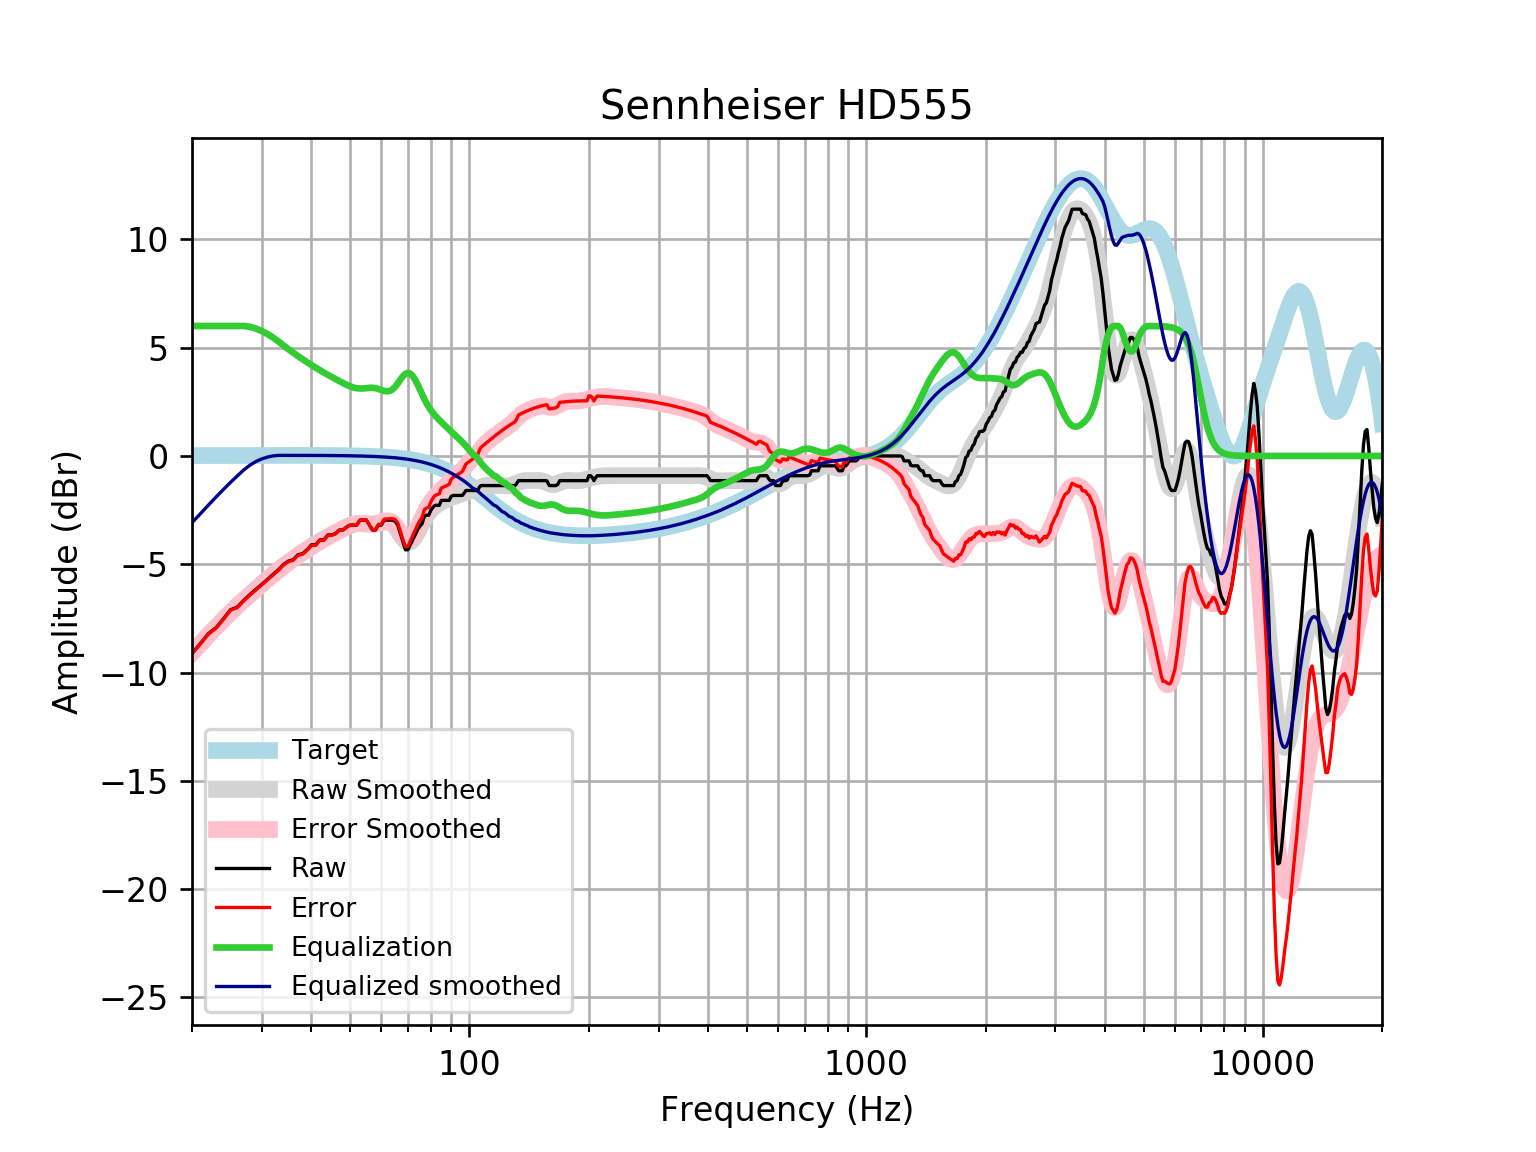 Sennheiser HD555
Amplitude (dBr)
10
5
0
−5
−10
−15
−20
−25
Target
Raw Smoothed
Error Smoothed
Raw
Error
Equalization
Equalized smoothed
100
1000
10000
Frequency (Hz)